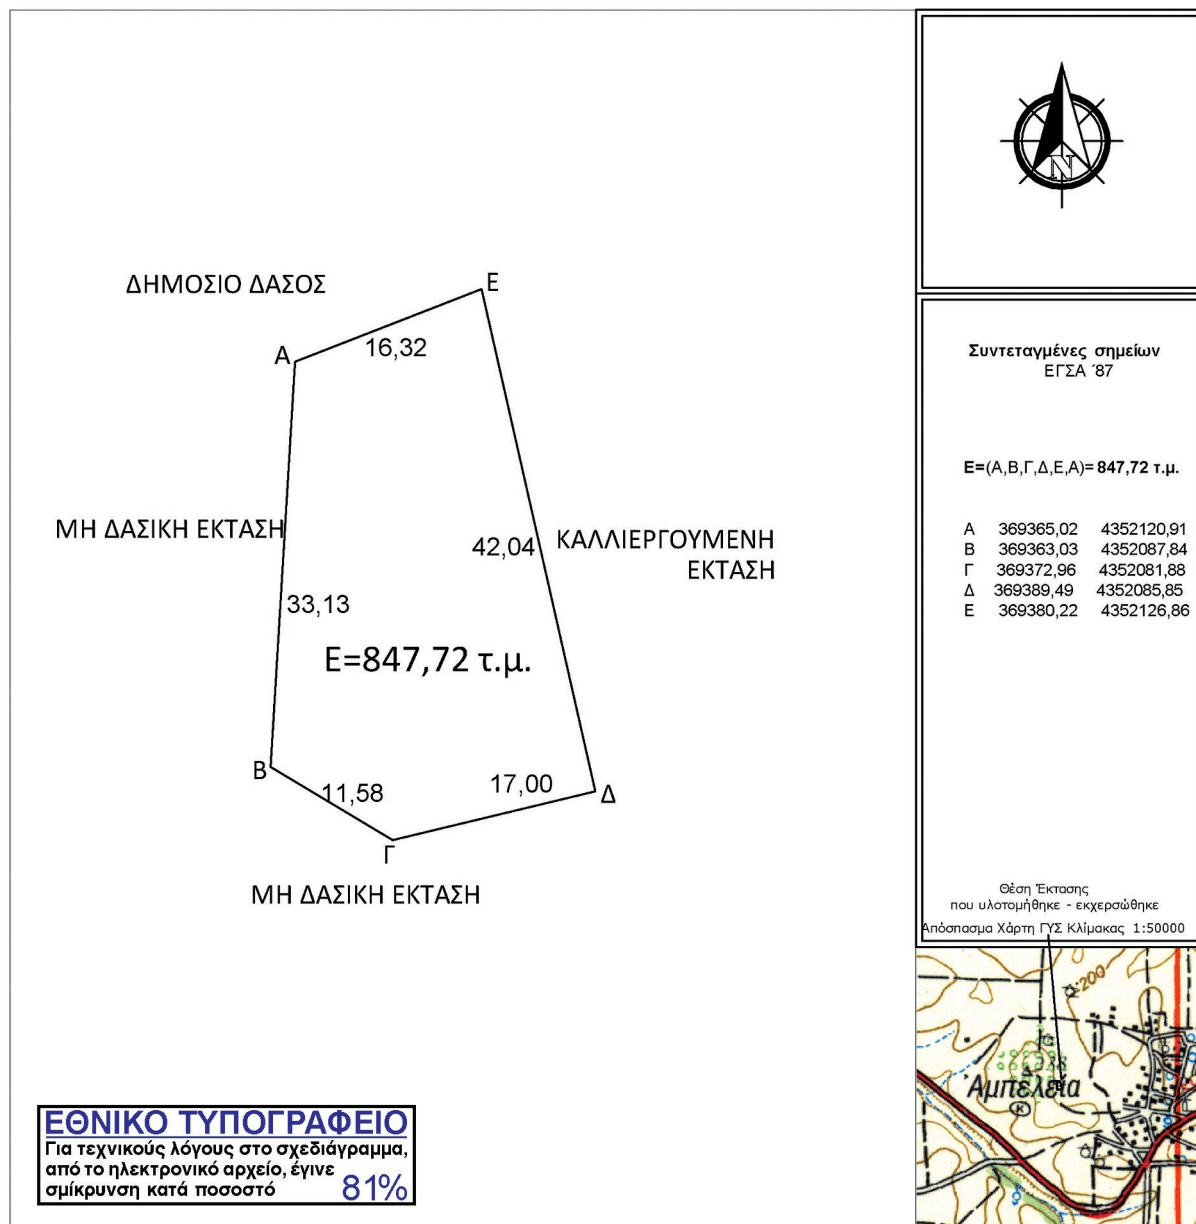 N
ΔΗΜΟΣΙΟ ΔΑΣΟΣ
Ε
Α
16,32
ΜΗ ΔΑΣΙΚΗ ΕΚΤΑΣΗ
42,04
ΚΑΛΛΙΕΡΓΟΥΜΕΝΗ
ΕΚΤΑΣΗ
33,13
Ε=847,72 τ.μ.
Β
11,58
17,00
Δ
Γ
ΜΗ ΔΑΣΙΚΗ ΕΚΤΑΣΗ
Συντεταγμένες σημείων
ΕΓΣΑ '87
Ε=(Α,Β,Γ,Δ,Ε,Α)= 847,72 τ.μ.
Α 369365,02 4352120,91
Β 369363,03 4352087,84
Γ 369372,96 4352081,88
Δ 369389,49 4352085,85
Ε 369380,22 4352126,86
Θέση Έκτασης
που υλοτομήθηκε - εκχερσώθηκε
Απόσπασμα Χάρτη ΓΥΣ Κλίμακας 1:50000
200
Αμπελεία
Κ
ΕΘΝΙΚΟ ΤΥΠΟΓΡΑΦΕΙΟ
Για τεχνικούς λόγους στο σχεδιάγραμμα,
από το ηλεκτρονικό αρχείο, έγινε
σμίκρυνση κατά ποσοστό 81%